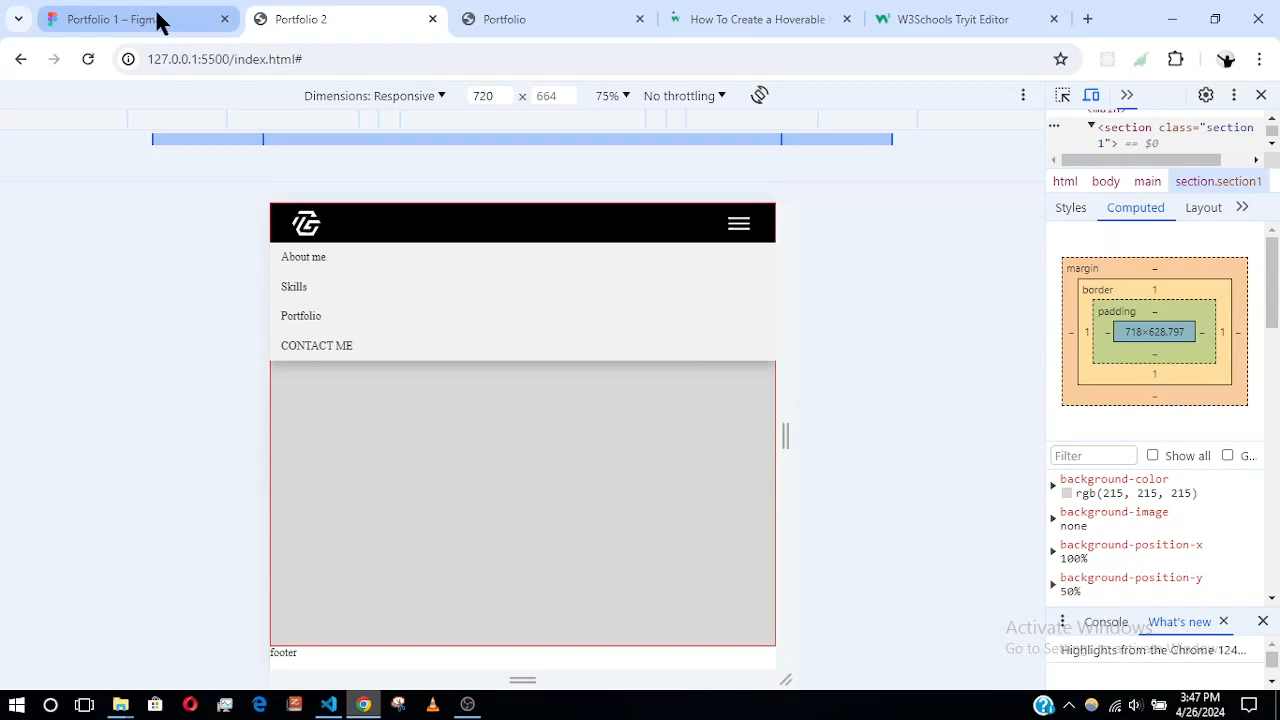 Portfolio 1 – Figm
Portfolio 2
Portfolio
How To Create a Hoverable
W3Schools Tryit Editor
127.0.0.1:5500/index.html#
Dimensions: Responsive
720 × 664
75%
No throttling
<section class="section
1"> == $0
html body main section.section1
Styles Computed Layout
About me
Skills
Portfolio
CONTACT ME
footer
margin –
border 1
padding –
– 1 – 718×628.797 – 1 –
–
1
–
Filter Show all G...
background-color
rgb(215, 215, 215)
background-image
none
background-position-x
100%
background-position-y
50%
Console What's new
Highlights from the Chrome 124...
Activate Windows
3:47 PM
4/26/2024